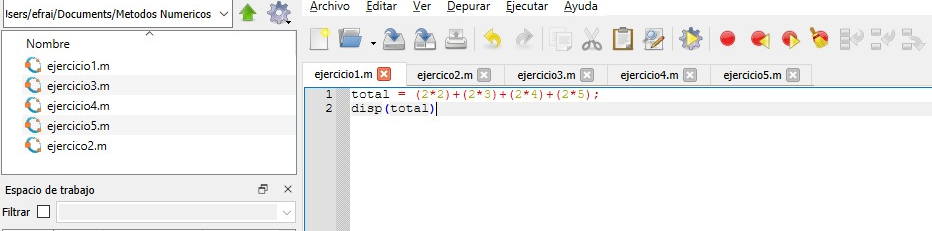 Isers/efrai/Documents/Metodos Numericos
Nombre
ejercicio1.m
ejercicio3.m
ejercicio4.m
ejercicio5.m
ejercico2.m
Espacio de trabajo
Filtrar
Archivo Editar Ver Depurar Ejecutar Ayuda
ejercicio1.m ejercico2.m ejercicio3.m ejercicio4.m ejercicio5.m
1 total = (2*2)+(2*3)+(2*4)+(2*5);
2 disp(total)